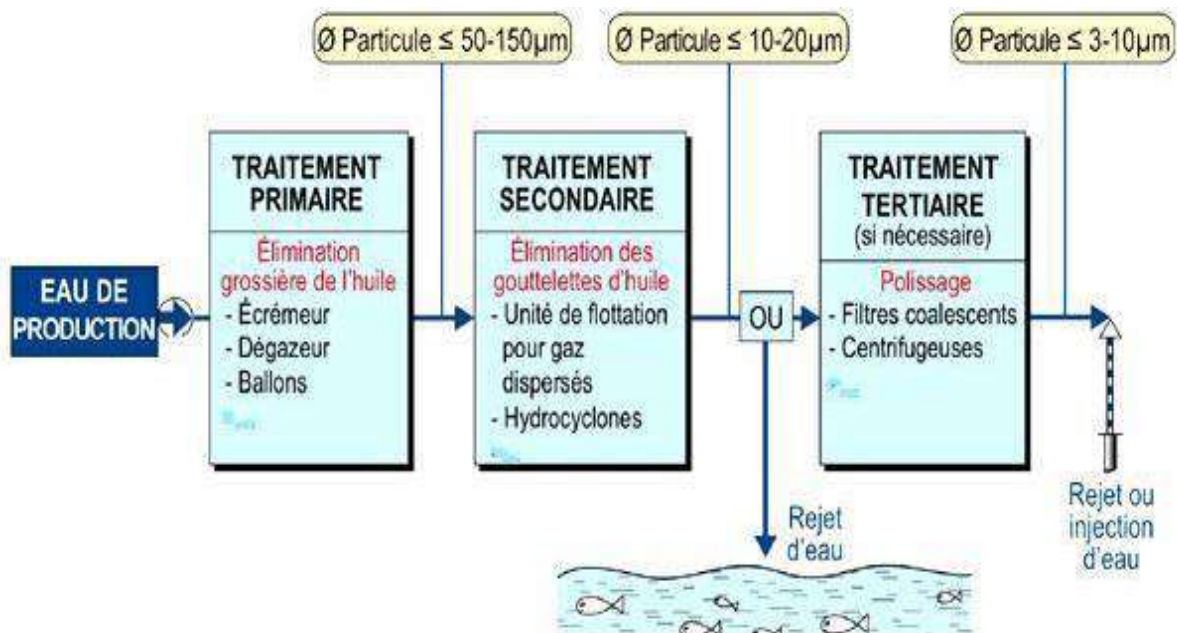 Ø Particule ≤ 50-150µm
Ø Particule ≤ 10-20µm
Ø Particule ≤ 3-10µm
EAU DE
PRODUCTION
TRAITEMENT
PRIMAIRE
Élimination
grossière de l'huile
- Écrémeur
- Dégazeur
- Ballons
TRAITEMENT
SECONDAIRE
Élimination des
gouttelettes d'huile
- Unité de flottation
pour gaz
dispersés
- Hydrocyclones
OU
TRAITEMENT
TERTIAIRE
(si nécessaire)
Polissage
- Filtres coalescents
- Centrifugeuses
Rejet
d'eau
Rejet ou
injection
d'eau